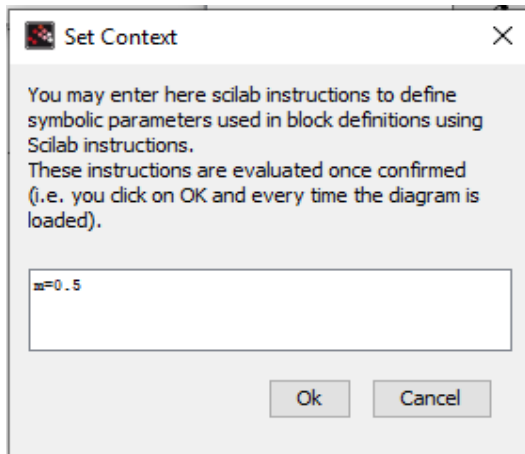 Set Context
You may enter here scilab instructions to define
symbolic parameters used in block definitions using
Scilab instructions.
These instructions are evaluated once confirmed
(i.e. you click on OK and every time the diagram is
loaded).
m=0.5
Ok Cancel